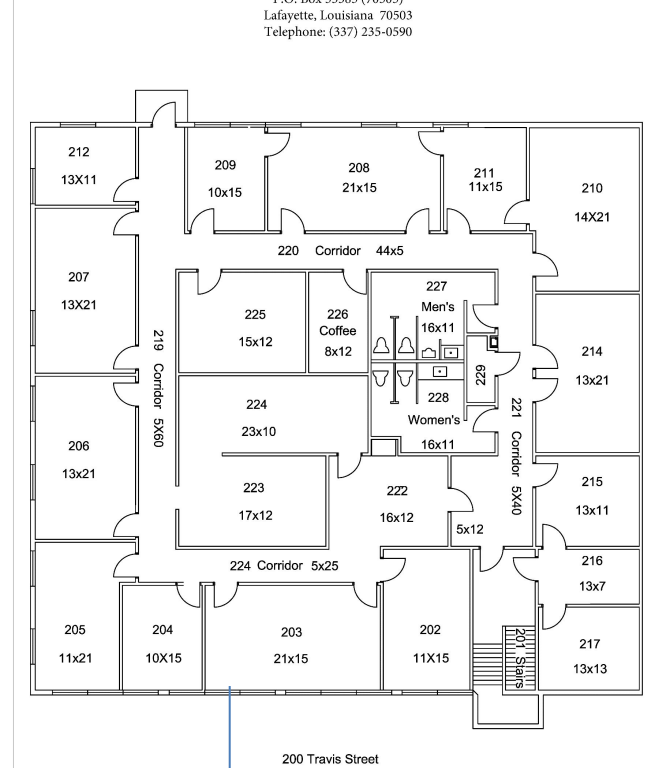 P.O. Box 53385 (70505)
Lafayette, Louisiana 70503
Telephone: (337) 235-0590
212
13X11
209
10x15
208
21x15
211
11x15
210
14X21
220 Corridor 44x5
207
13X21
225
15x12
226
Coffee
8x12
227
Men's
16x11
229
228
Women's
16x11
214
13x21
219 Corridor 5X60
221 Corridor 5X40
224
23x10
206
13x21
223
17x12
222
16x12
5x12
215
13x11
224 Corridor 5x25
216
13x7
205
11x21
204
10X15
203
21x15
202
11X15
201 Stairs
217
13x13
200 Travis Street